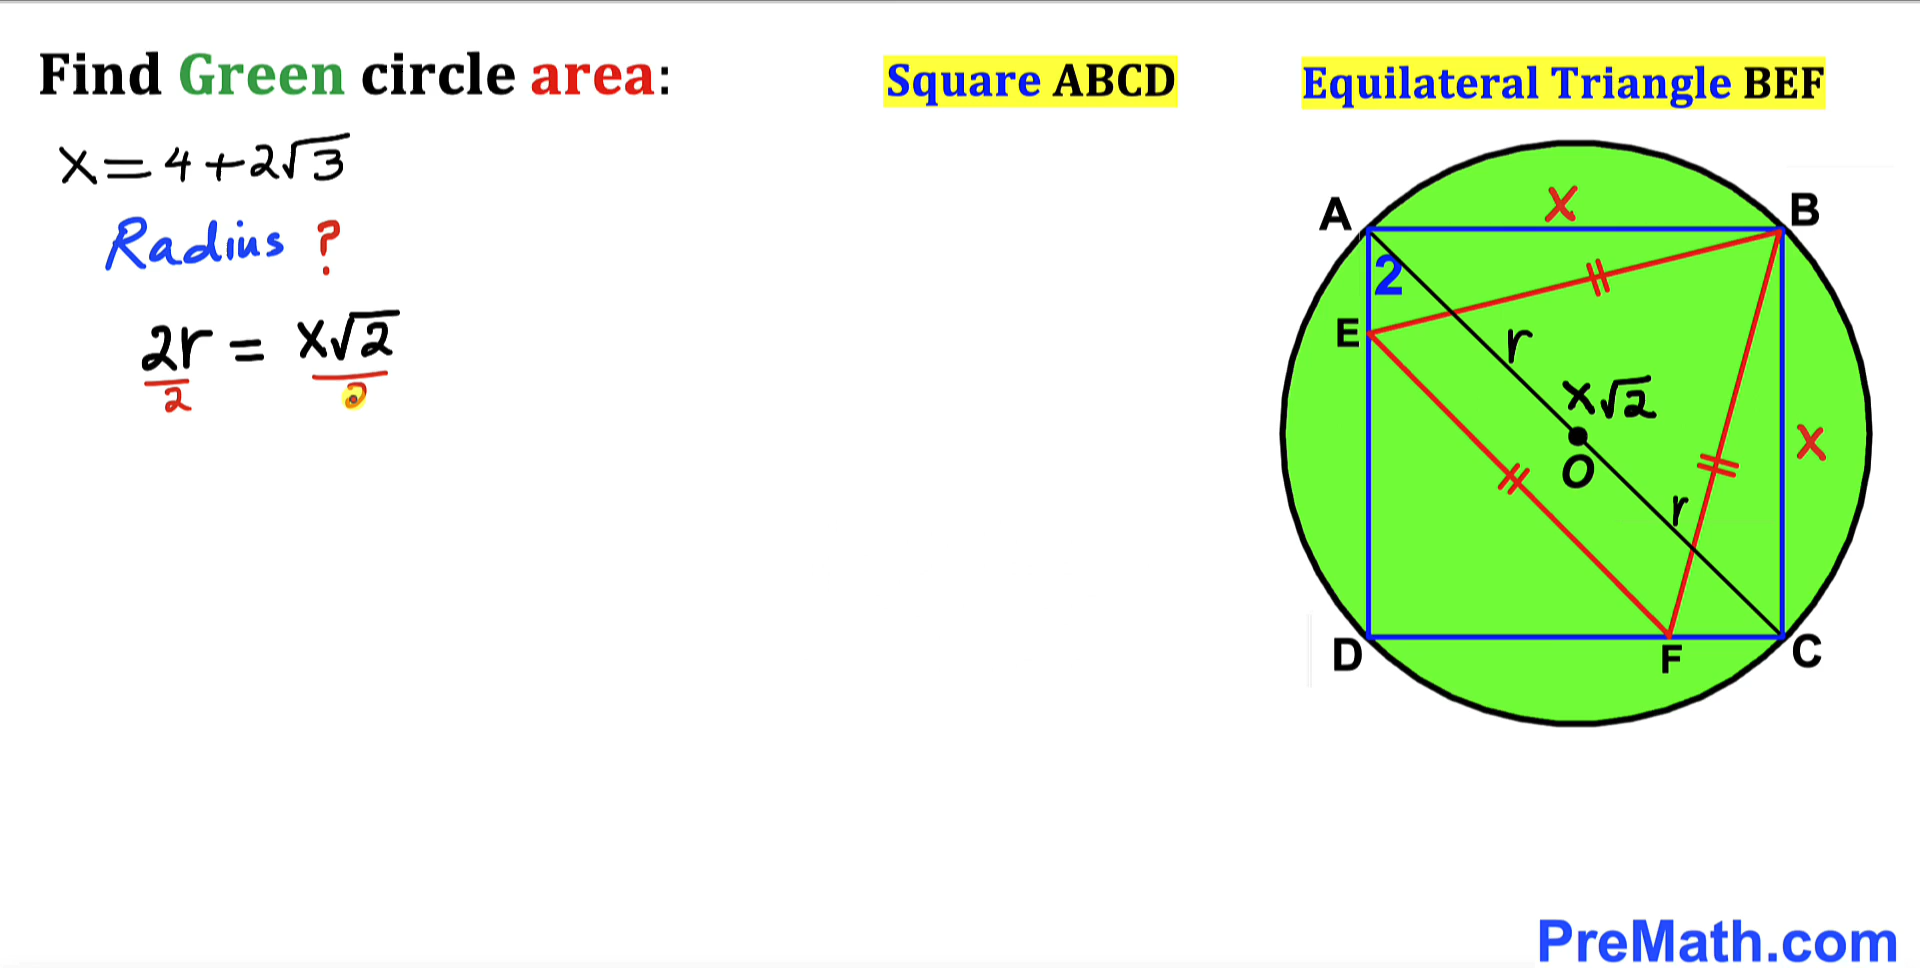 Find Green circle area:
Square ABCD
Equilateral Triangle BEF
x = 4 + 2√3
Radius ?
2r = x√2
2 2
A
x
B
2
E
r
x√2
O
x
r
D
F
C
PreMath.com